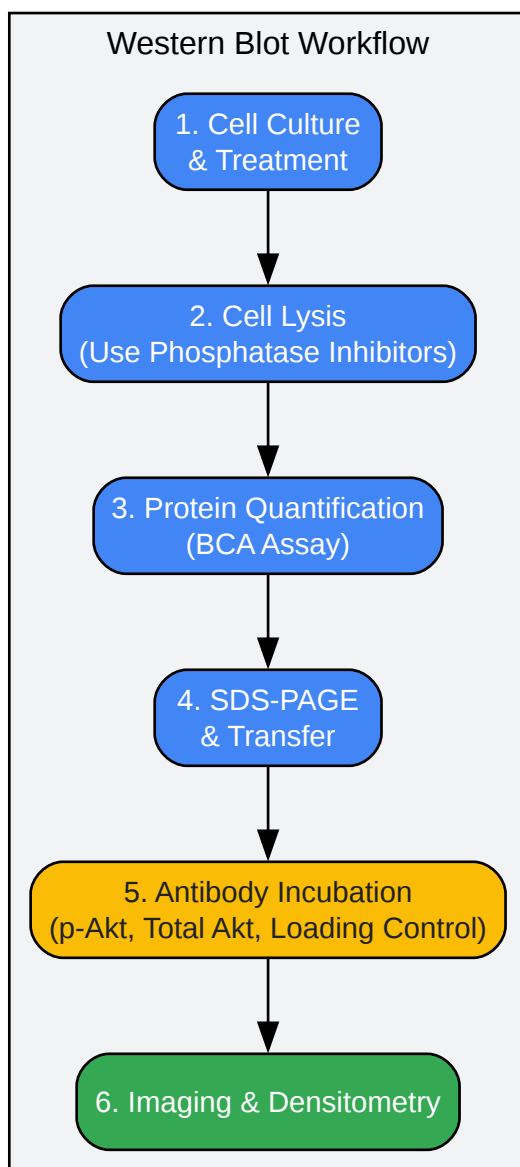 Western Blot Workflow
1. Cell Culture
& Treatment
2. Cell Lysis
(Use Phosphatase Inhibitors)
3. Protein Quantification
(BCA Assay)
4. SDS-PAGE
& Transfer
5. Antibody Incubation
(p-Akt, Total Akt, Loading Control)
6. Imaging & Densitometry